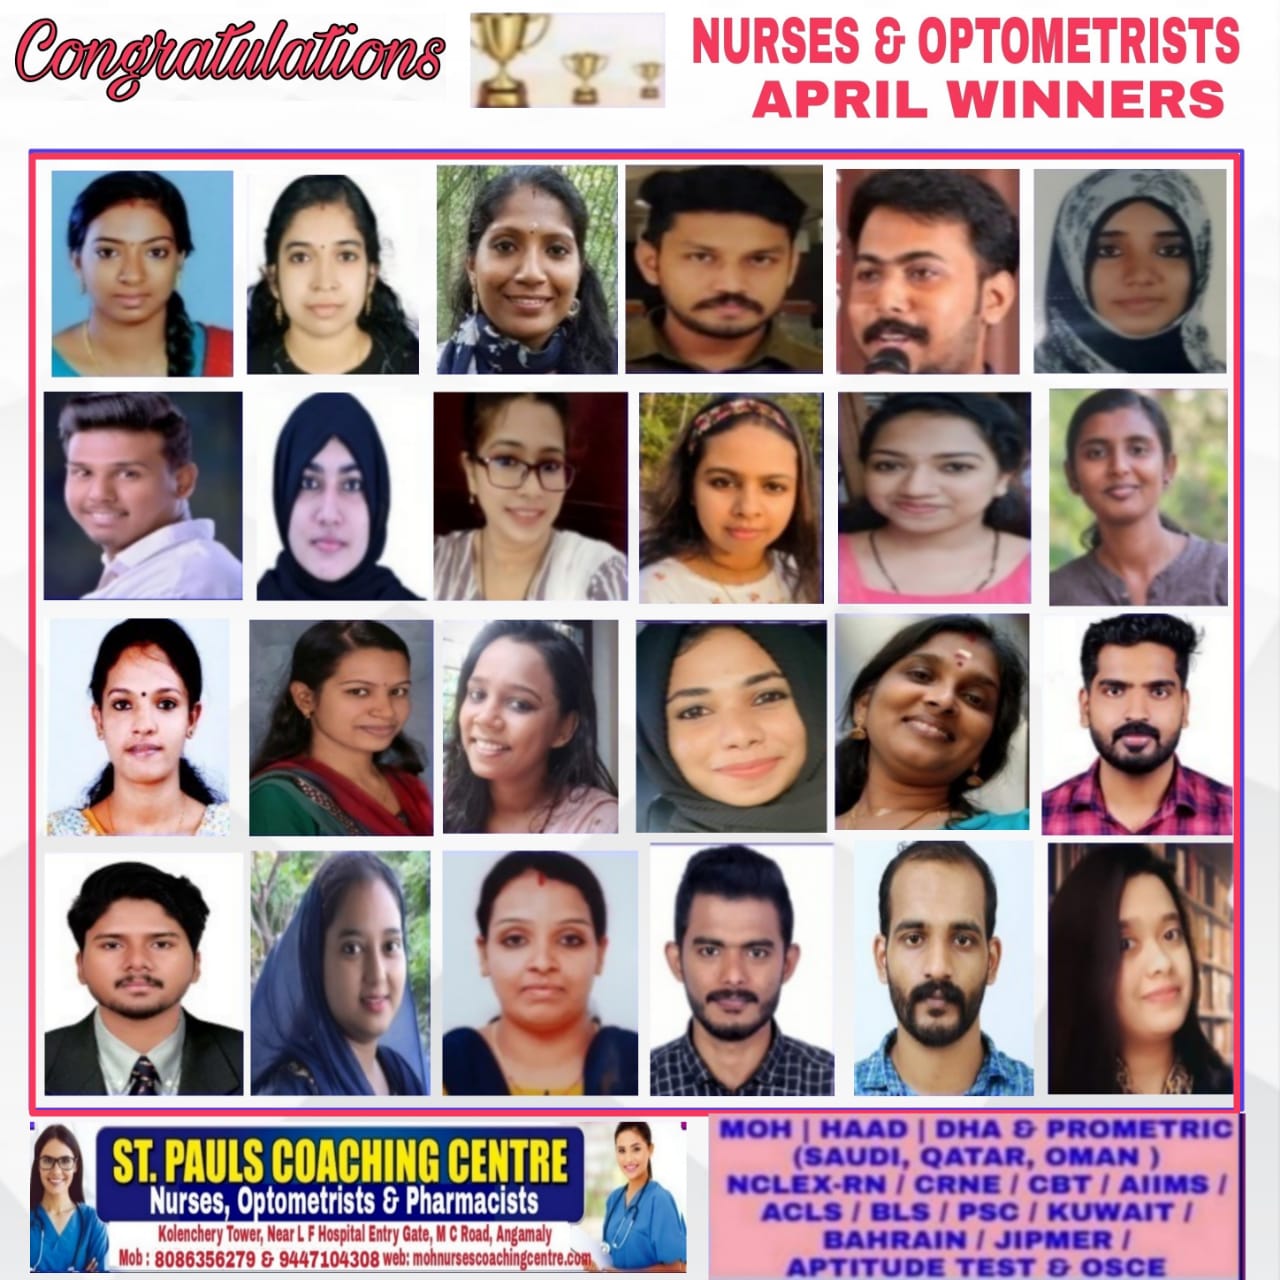 Congratulations
NURSES & OPTOMETRISTS
APRIL WINNERS
ST. PAULS COACHING CENTRE
Nurses, Optometrists & Pharmacists
Kolenchery Tower, Near L F Hospital Entry Gate, M C Road, Angamaly
Mob : 8086356279 & 9447104308 web: mohnursescoachingcentre.com
MOH | HAAD | DHA & PROMETRIC
(SAUDI, QATAR, OMAN )
NCLEX-RN / CRNE / CBT / AIIMS /
ACLS / BLS / PSC / KUWAIT /
BAHRAIN / JIPMER /
APTITUDE TEST & OSCE